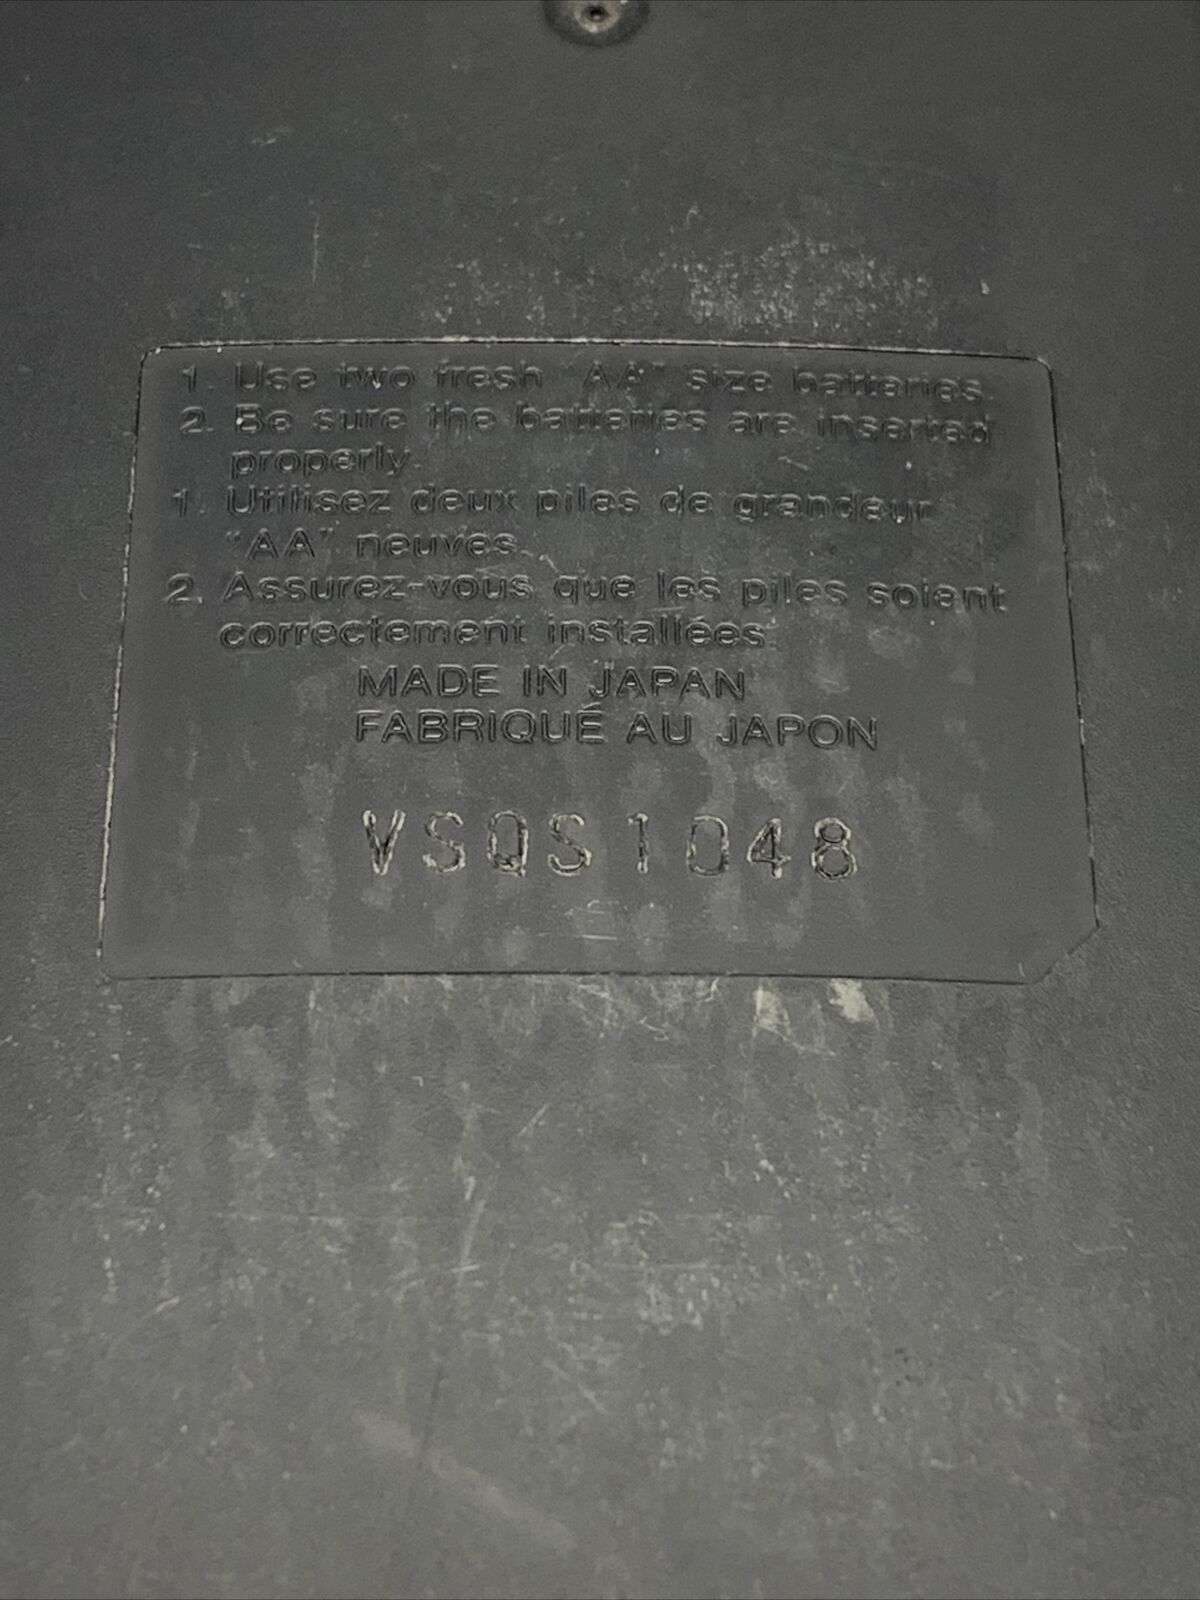 1. Use two fresh "AA" size batteries.
2. Be sure the batteries are inserted
properly.
1. Utilisez deux piles de grandeur
"AA" neuves.
2. Assurez-vous que les piles soient
correctement installées.
MADE IN JAPAN
FABRIQUÉ AU JAPON
VSQS1048